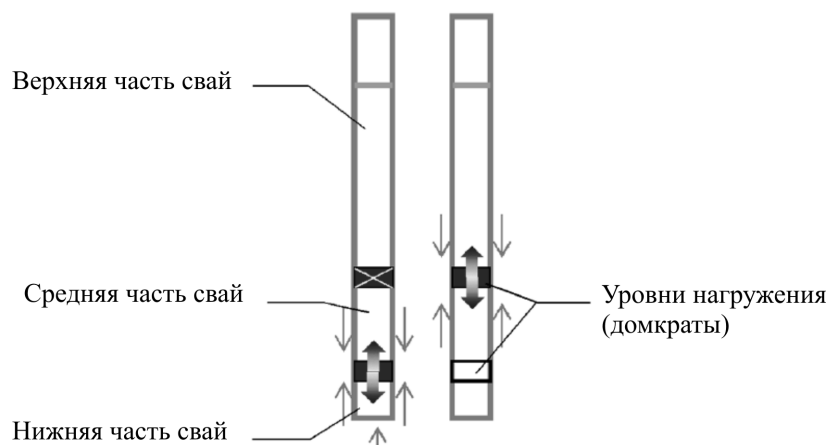 Верхняя часть свай
Средняя часть свай
Уровни нагружения
(домкраты)
Нижняя часть свай